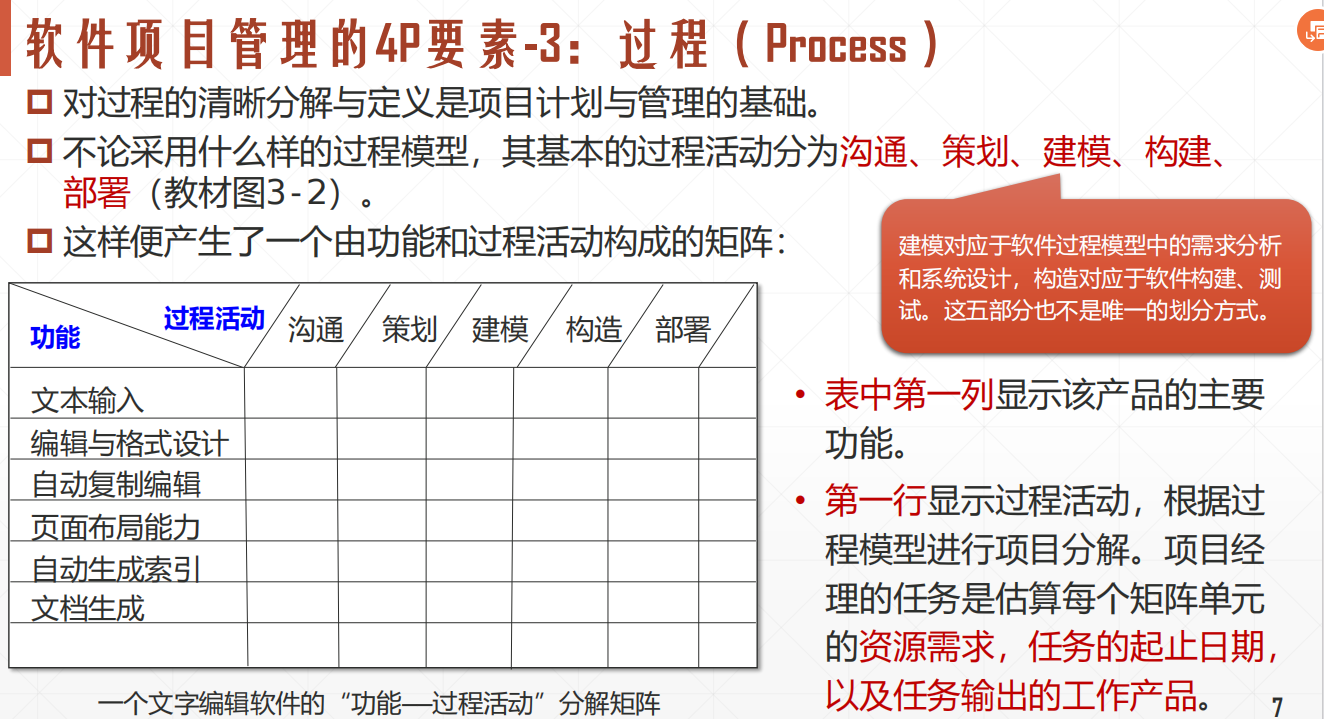 软件项目管理的4P要素-3：过程（Process）
对过程的清晰分解与定义是项目计划与管理的基础。
不论采用什么样的过程模型，其基本的过程活动分为沟通、策划、建模、构建、
部署（教材图3-2）。
这样便产生了一个由功能和过程活动构成的矩阵：
建模对应于软件过程模型中的需求分析
和系统设计，构造对应于软件构建、测
试。这五部分也不是唯一的划分方式。
过程活动
功能
沟通 策划 建模 构造 部署
文本输入
编辑与格式设计
自动复制编辑
页面布局能力
自动生成索引
文档生成
一个文字编辑软件的“功能—过程活动”分解矩阵
• 表中第一列显示该产品的主要
功能。
• 第一行显示过程活动，根据过
程模型进行项目分解。项目经
理的任务是估算每个矩阵单元
的资源需求，任务的起止日期，
以及任务输出的工作产品。
7